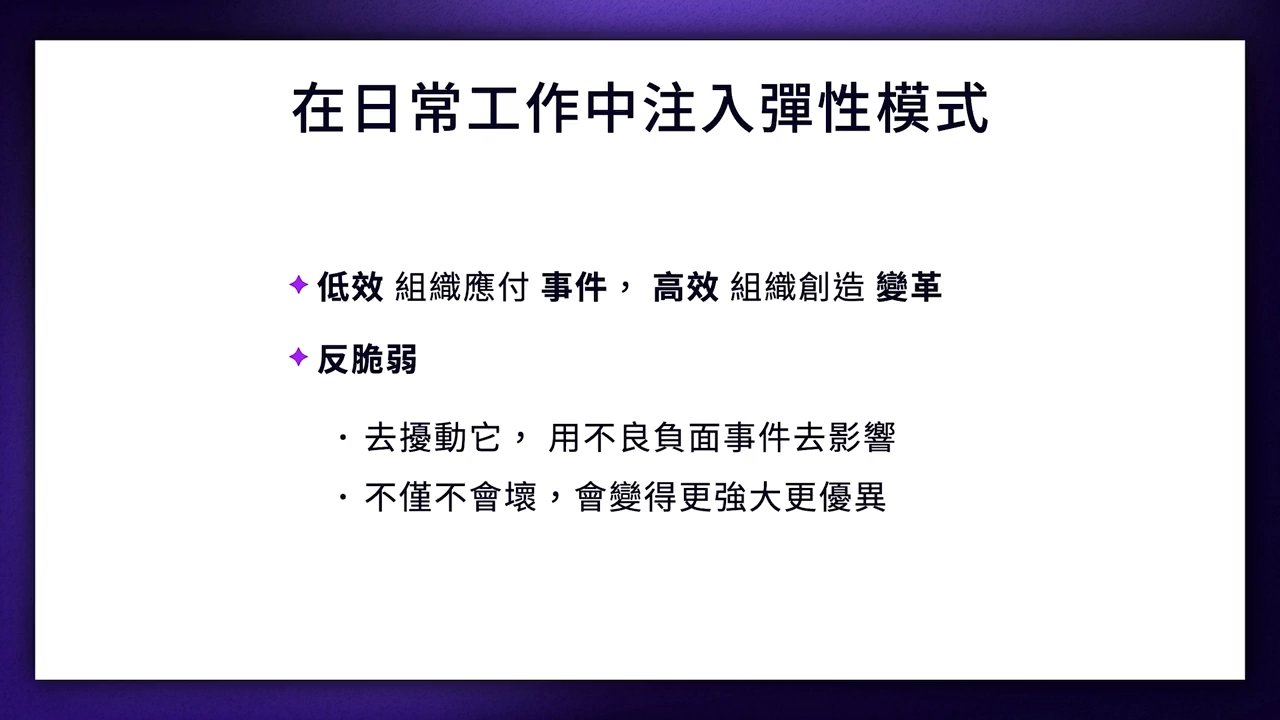 在日常工作中注入彈性模式
低效 組織應付 事件， 高效 組織創造 變革
反脆弱
· 去擾動它， 用不良負面事件去影響
· 不僅不會壞，會變得更強大更優異